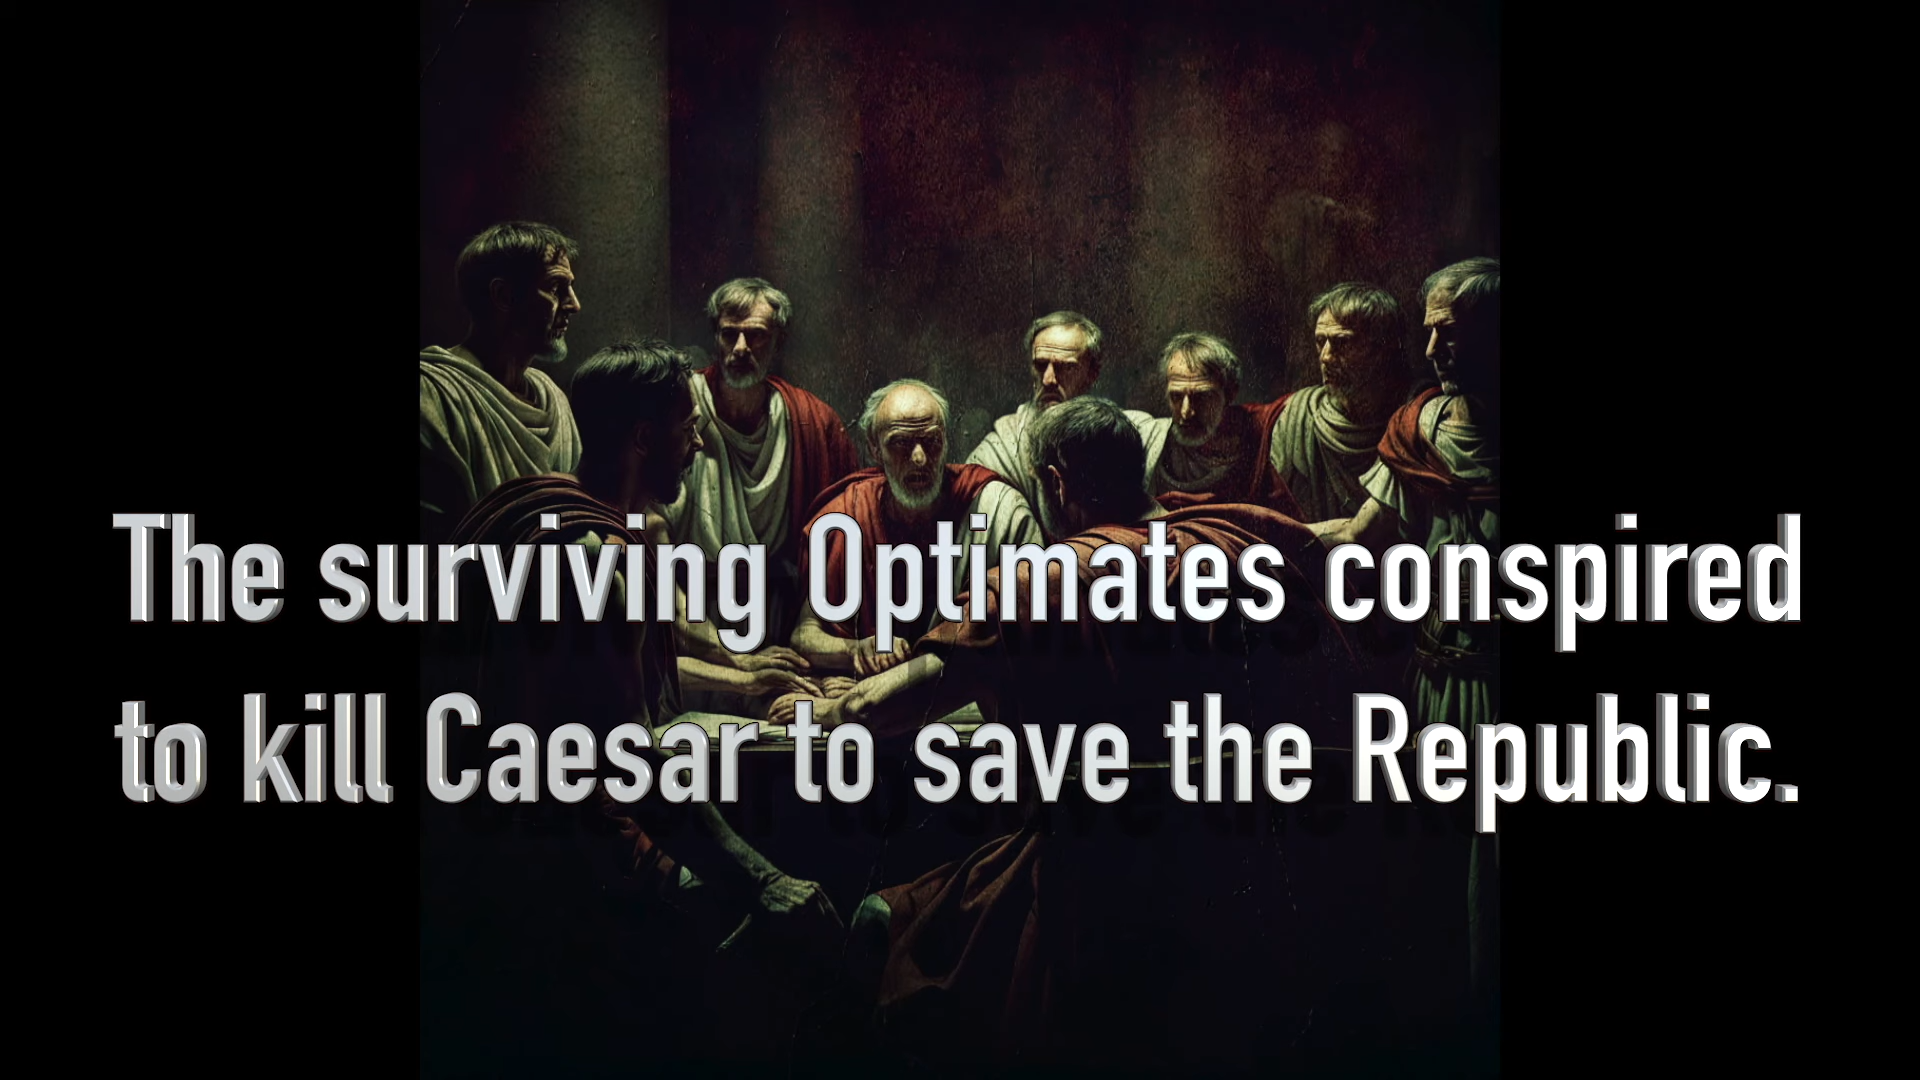 The surviving Optimates conspired
to kill Caesar to save the Republic.